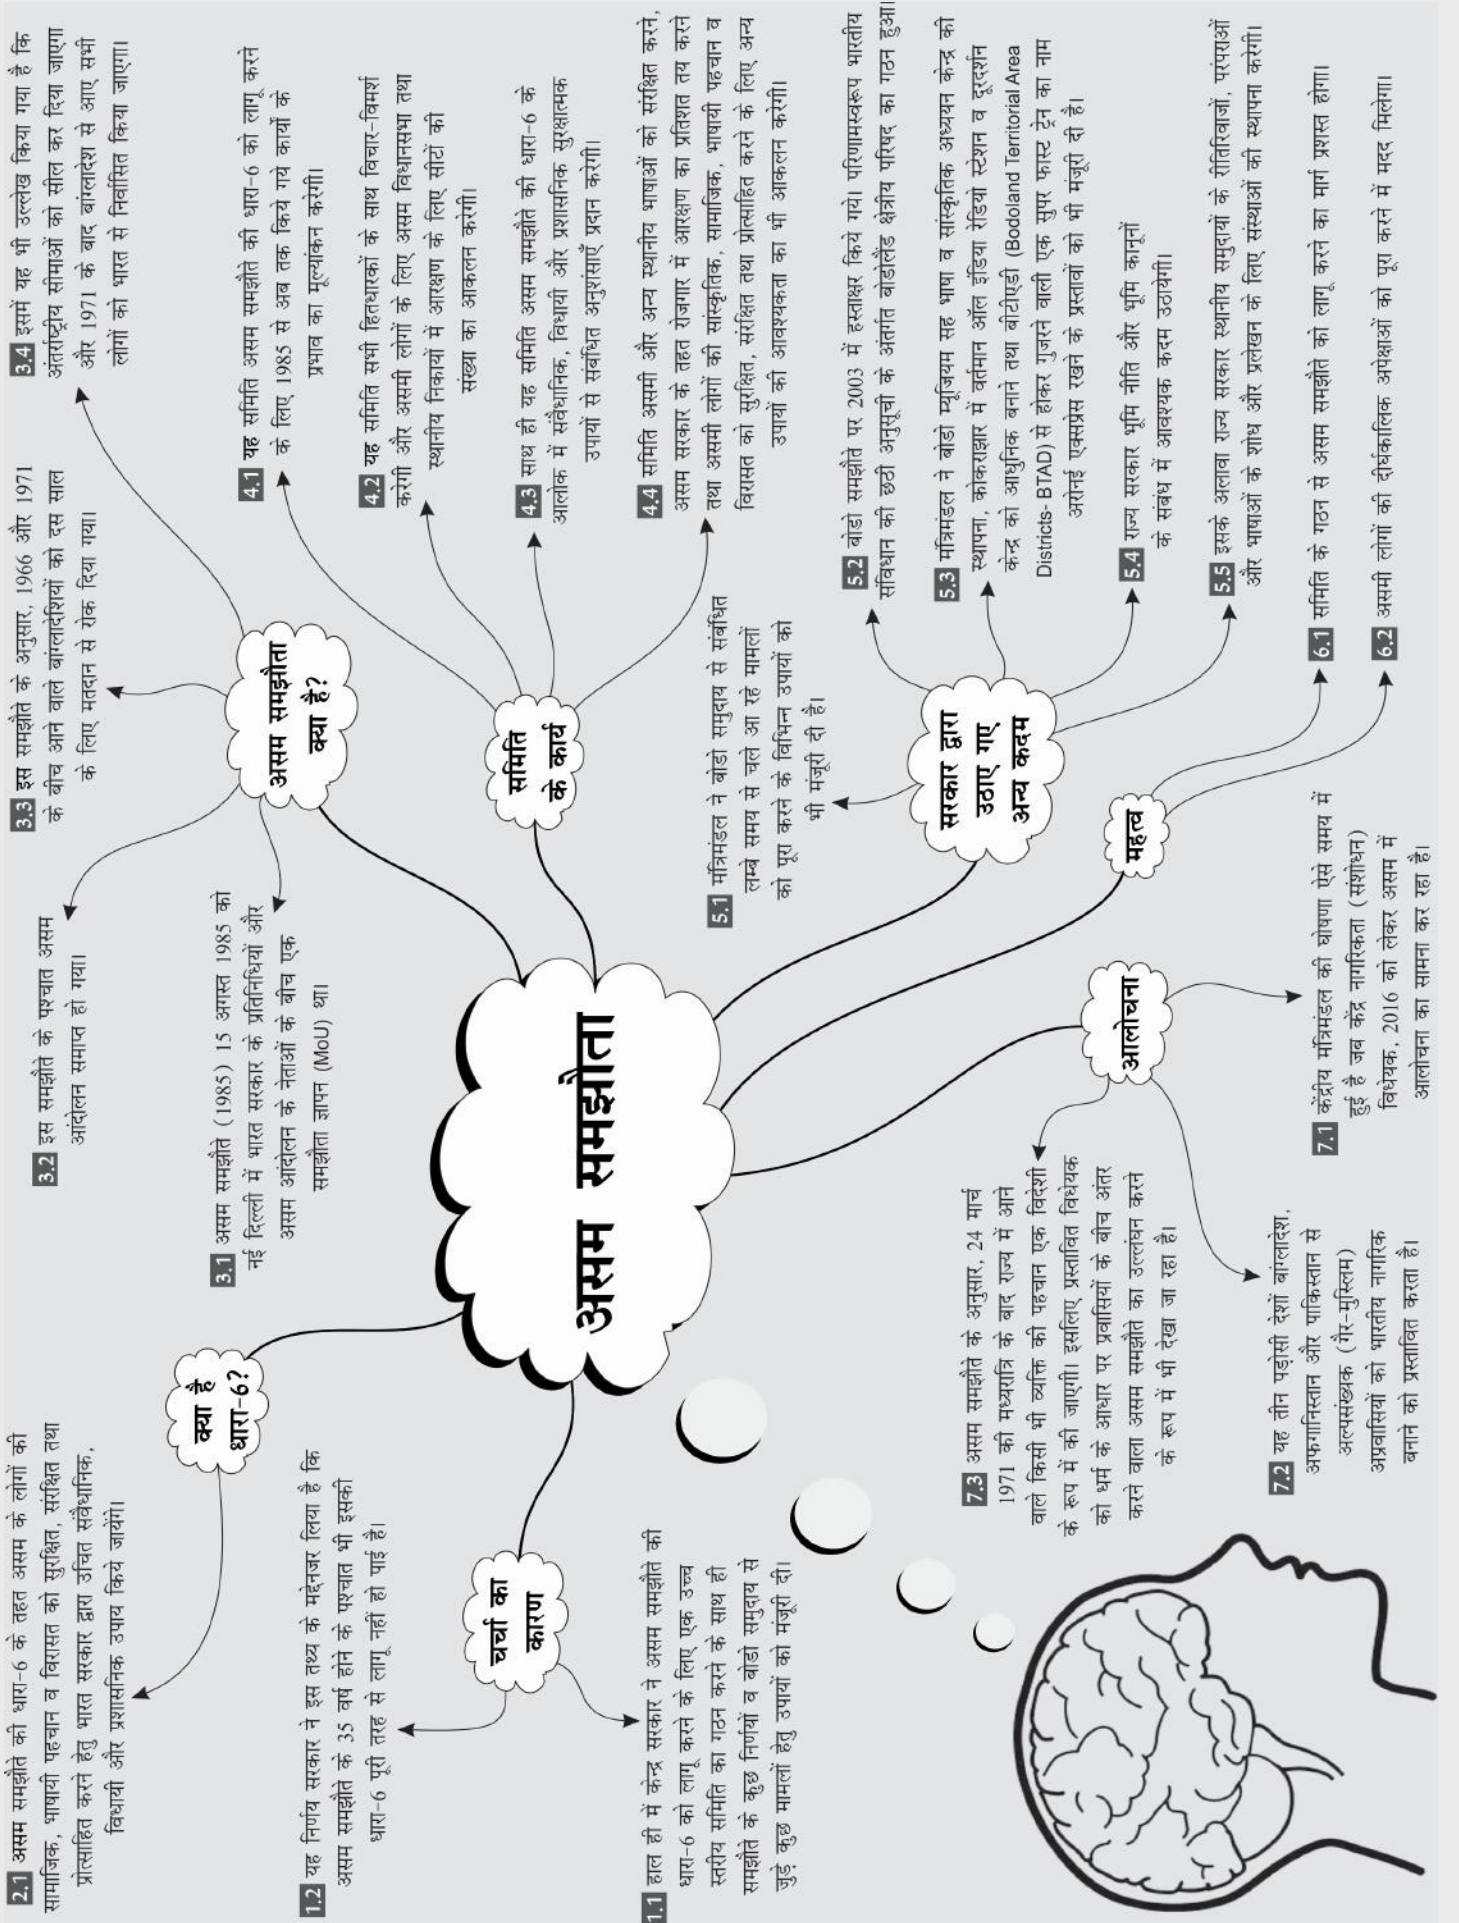 असम समझौता
चर्चा का
कारण
1.1 हाल ही में केन्द्र सरकार ने असम समझौते की
धारा-6 को लागू करने के लिए एक उच्च
स्तरीय समिति का गठन करने के साथ ही
समझौते के कुछ निर्णयों व बोडो समुदाय से
जुड़े कुछ मामलों हेतु उपायों को मंजूरी दी।
1.2 यह निर्णय सरकार ने इस तथ्य के मद्देनजर लिया है कि
असम समझौते के 35 वर्ष होने के पश्चात भी इसकी
धारा-6 पूरी तरह से लागू नहीं हो पाई है।
क्या है
धारा-6?
2.1 असम समझौते की धारा-6 के तहत असम के लोगों की
सामाजिक, भाषायी पहचान व विरासत को सुरक्षित, संरक्षित तथा
प्रोत्साहित करने हेतु भारत सरकार द्वारा उचित संवैधानिक,
विधायी और प्रशासनिक उपाय किये जायेंगे।
असम समझौता
क्या है?
3.1 असम समझौते (1985) 15 अगस्त 1985 को
नई दिल्ली में भारत सरकार के प्रतिनिधियों और
असम आंदोलन के नेताओं के बीच एक
समझौता ज्ञापन (MoU) था।
3.2 इस समझौते के पश्चात असम
आंदोलन समाप्त हो गया।
3.3 इस समझौते के अनुसार, 1966 और 1971
के बीच आने वाले बांग्लादेशियों को दस साल
के लिए मतदान से रोक दिया गया।
3.4 इसमें यह भी उल्लेख किया गया है कि
अंतर्राष्ट्रीय सीमाओं को सील कर दिया जाएगा
और 1971 के बाद बांग्लादेश से आए सभी
लोगों को भारत से निर्वासित किया जाएगा।
समिति
के कार्य
4.1 यह समिति असम समझौते की धारा-6 को लागू करने
के लिए 1985 से अब तक किये गये कार्यों के
प्रभाव का मूल्यांकन करेगी।
4.2 यह समिति सभी हितधारकों के साथ विचार-विमर्श
करेगी और असमी लोगों के लिए असम विधानसभा तथा
स्थानीय निकायों में आरक्षण के लिए सीटों की
संख्या का आकलन करेगी।
4.3 साथ ही यह समिति असम समझौते की धारा-6 के
आलोक में संवैधानिक, विधायी और प्रशासनिक सुरक्षात्मक
उपायों से संबंधित अनुशंसाएँ प्रदान करेगी।
4.4 समिति असमी और अन्य स्थानीय भाषाओं को संरक्षित करने,
असम सरकार के तहत रोजगार में आरक्षण का प्रतिशत तय करने
तथा असमी लोगों की सांस्कृतिक, सामाजिक, भाषायी पहचान व
विरासत को सुरक्षित, संरक्षित तथा प्रोत्साहित करने के लिए अन्य
उपायों की आवश्यकता का भी आकलन करेगी।
सरकार द्वारा
उठाए गए
अन्य कदम
5.1 मंत्रिमंडल ने बोडो समुदाय से संबंधित
लम्बे समय से चले आ रहे मामलों
को पूरा करने के विभिन्न उपायों को
भी मंजूरी दी है।
5.2 बोडो समझौते पर 2003 में हस्ताक्षर किये गये। परिणामस्वरूप भारतीय
संविधान की छठी अनुसूची के अंतर्गत बोडोलैंड क्षेत्रीय परिषद का गठन हुआ।
5.3 मंत्रिमंडल ने बोडो म्यूजियम सह भाषा व सांस्कृतिक अध्ययन केन्द्र की
स्थापना, कोकराझार में वर्तमान ऑल इंडिया रेडियो स्टेशन व दूरदर्शन
केन्द्र को आधुनिक बनाने तथा बीटीएडी (Bodoland Territorial Area
Districts- BTAD) से होकर गुजरने वाली एक सुपर फास्ट ट्रेन का नाम
अरोनई एक्सप्रेस रखने के प्रस्तावों को भी मंजूरी दी है।
5.4 राज्य सरकार भूमि नीति और भूमि कानूनों
के संबंध में आवश्यक कदम उठायेगी।
5.5 इसके अलावा राज्य सरकार स्थानीय समुदायों के रीतिरिवाजों, परंपराओं
और भाषाओं के शोध और प्रलेखन के लिए संस्थाओं की स्थापना करेगी।
महत्त्व
6.1 समिति के गठन से असम समझौते को लागू करने का मार्ग प्रशस्त होगा।
6.2 असमी लोगों की दीर्घकालिक अपेक्षाओं को पूरा करने में मदद मिलेगा।
आलोचना
7.1 केंद्रीय मंत्रिमंडल की घोषणा ऐसे समय में
हुई है जब केंद्र नागरिकता (संशोधन)
विधेयक, 2016 को लेकर असम में
आलोचना का सामना कर रहा है।
7.2 यह तीन पड़ोसी देशों बांग्लादेश,
अफगानिस्तान और पाकिस्तान से
अल्पसंख्यक (गैर-मुस्लिम)
अप्रवासियों को भारतीय नागरिक
बनाने को प्रस्तावित करता है।
7.3 असम समझौते के अनुसार, 24 मार्च
1971 की मध्यरात्रि के बाद राज्य में आने
वाले किसी भी व्यक्ति की पहचान एक विदेशी
के रूप में की जाएगी। इसलिए प्रस्तावित विधेयक
को धर्म के आधार पर प्रवासियों के बीच अंतर
करने वाला असम समझौते का उल्लंघन करने
के रूप में भी देखा जा रहा है।